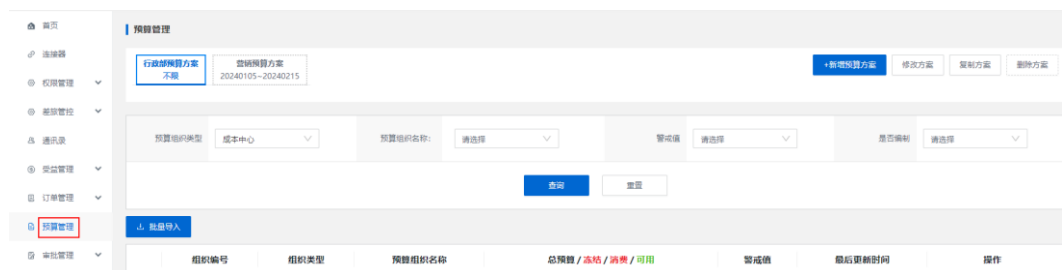 首页
预算管理
连接器
行政部预算方案
不限
营销预算方案
20240105~20240215
+新增预算方案 修改方案 复制方案 删除方案
权限管理
差旅管控
通讯录
预算组织类型 成本中心 预算组织名称: 请选择 警戒值 请选择 是否编制 请选择
受益管理
查询 重置
订单管理
预算管理
批量导入
审批管理
组织编号 组织类型 预算组织名称 总预算 / 冻结 / 消费 / 可用 警戒值 最后更新时间 操作